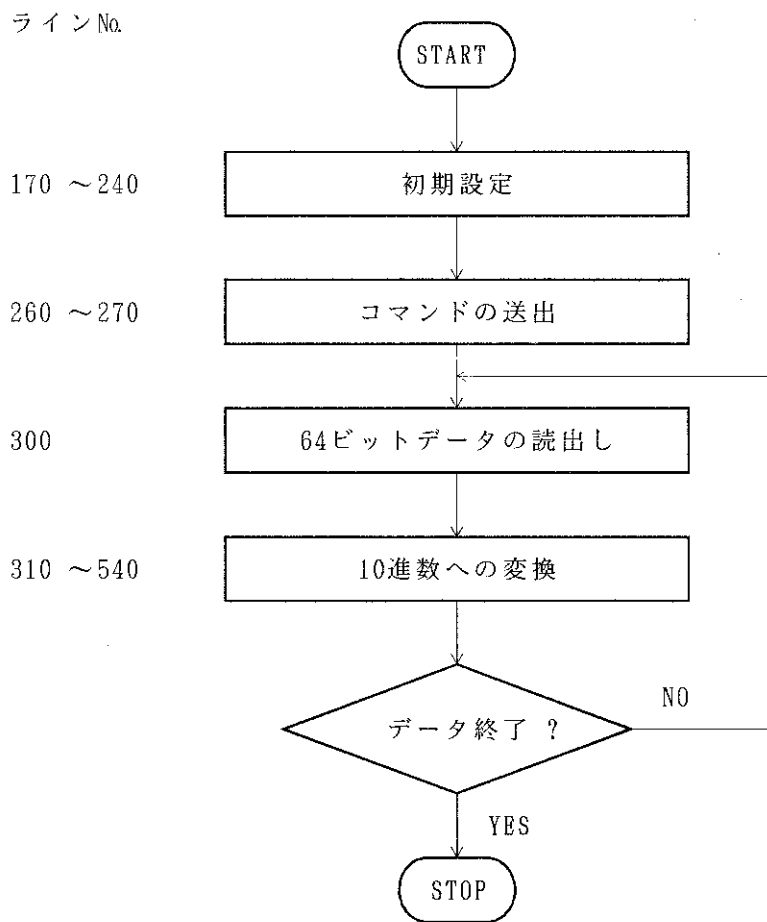 ラインNo.
START
170 ~240 初期設定
260 ~270 コマンドの送出
300 64ビットデータの読出し
310 ~540 10進数への変換
データ終了 ?
NO
YES
STOP